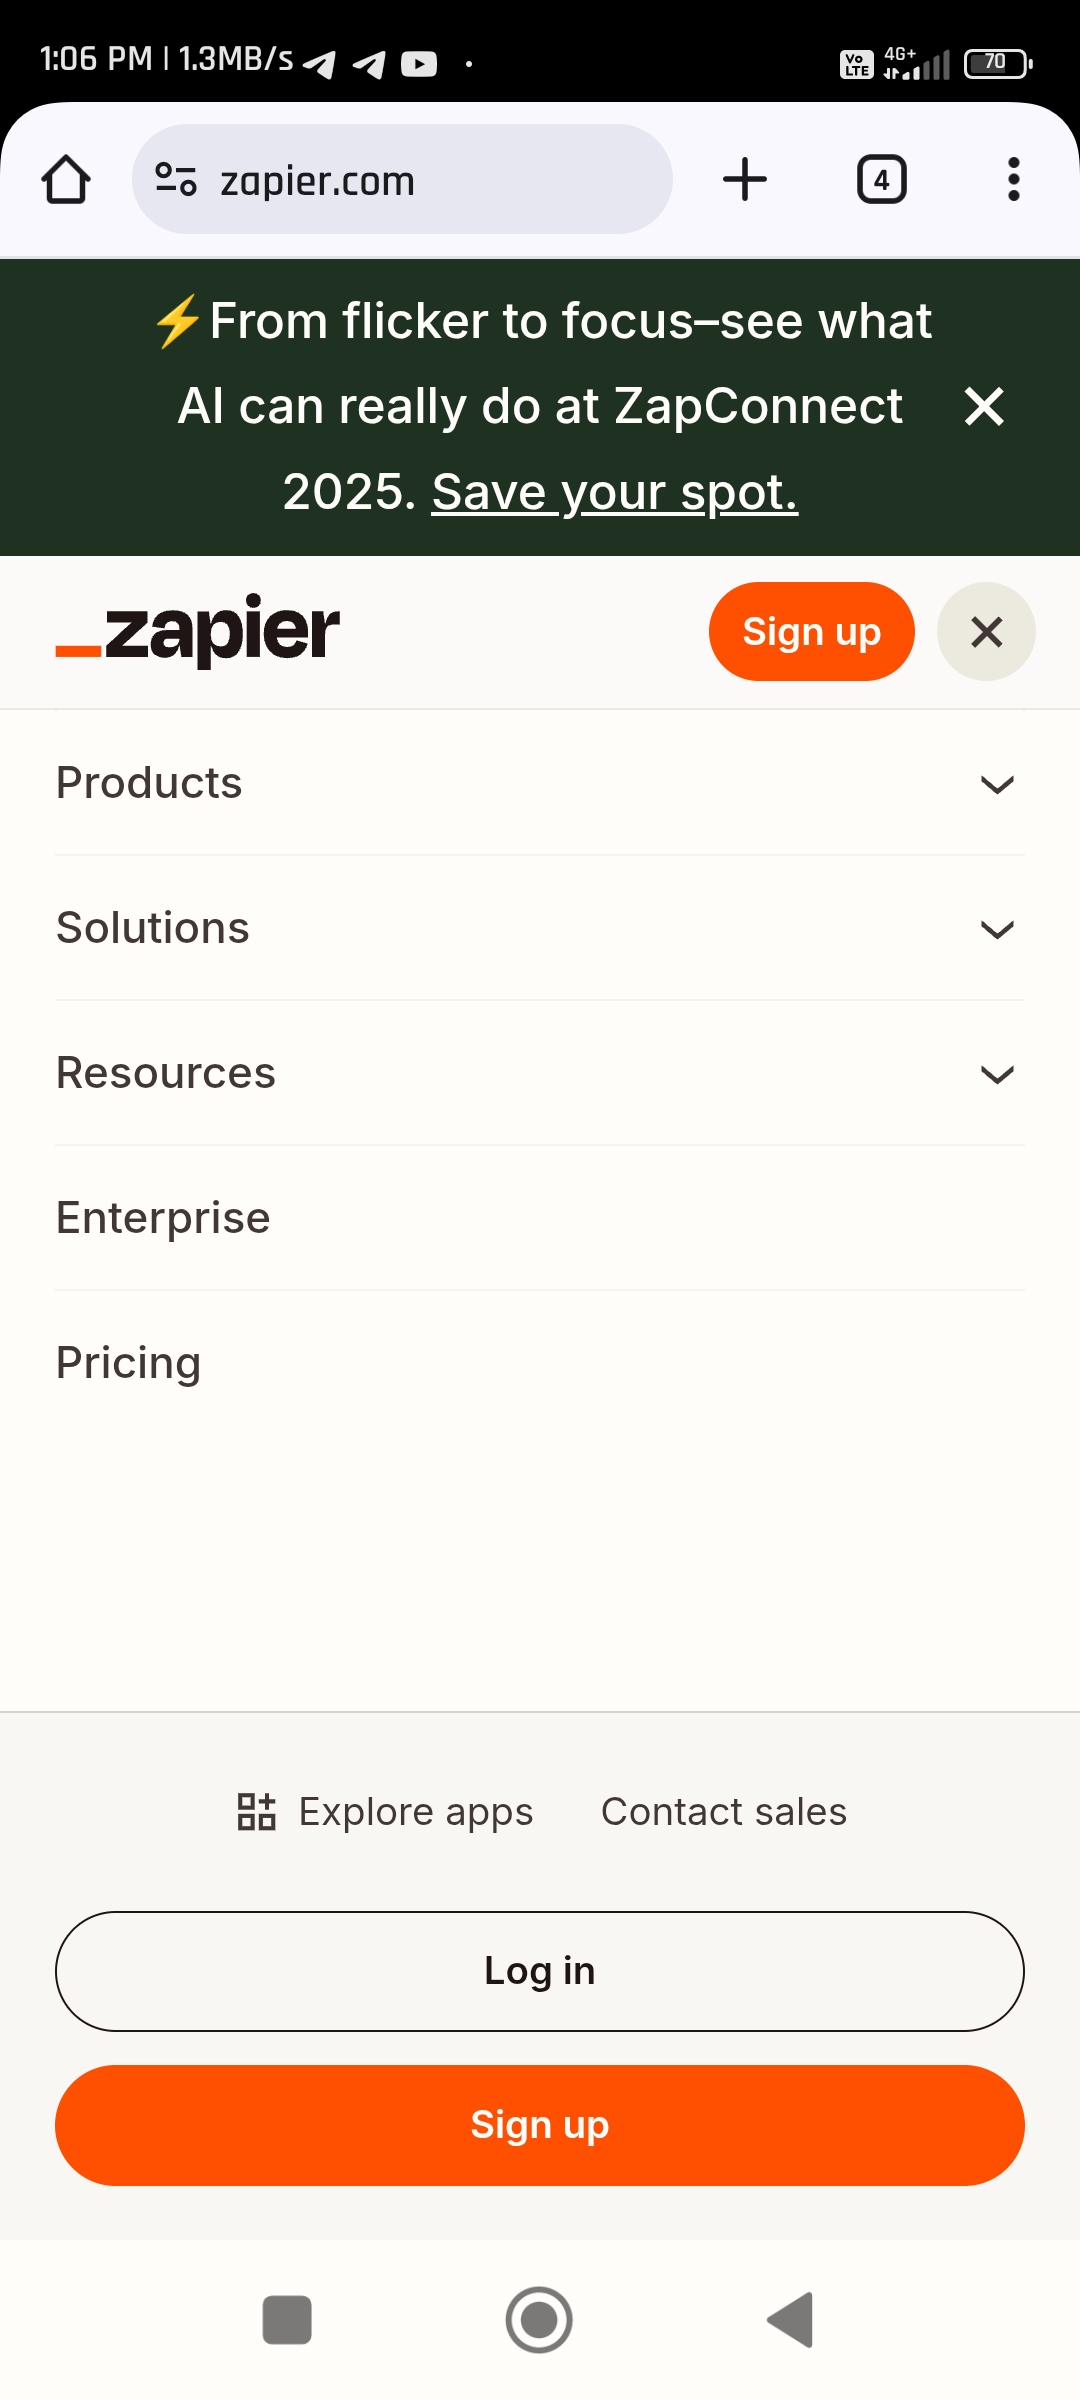 1:06 PM | 1.3MB/s
Vo LTE 4G+ 70
zapier.com
4
⚡From flicker to focus–see what
AI can really do at ZapConnect
2025. Save your spot.
zapier
Sign up
Products
Solutions
Resources
Enterprise
Pricing
Explore apps
Contact sales
Log in
Sign up